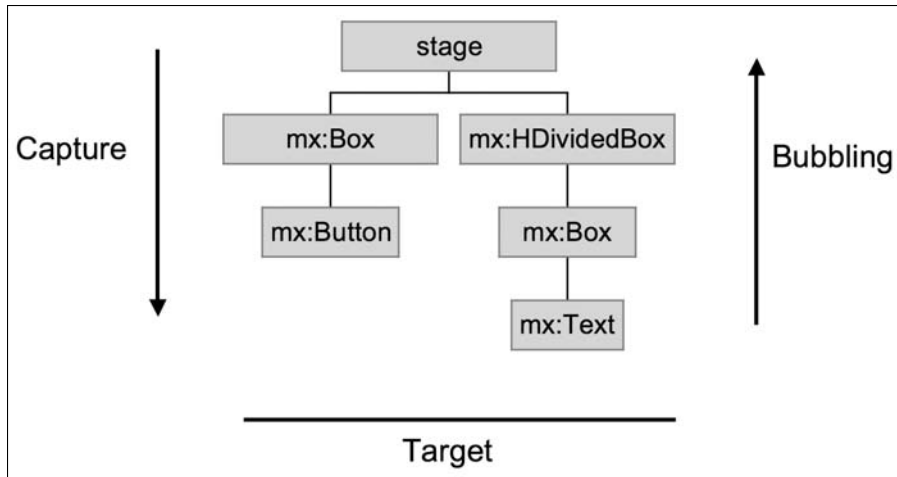 stage
mx:Box
mx:HDividedBox
Capture
Bubbling
mx:Button
mx:Box
mx:Text
Target